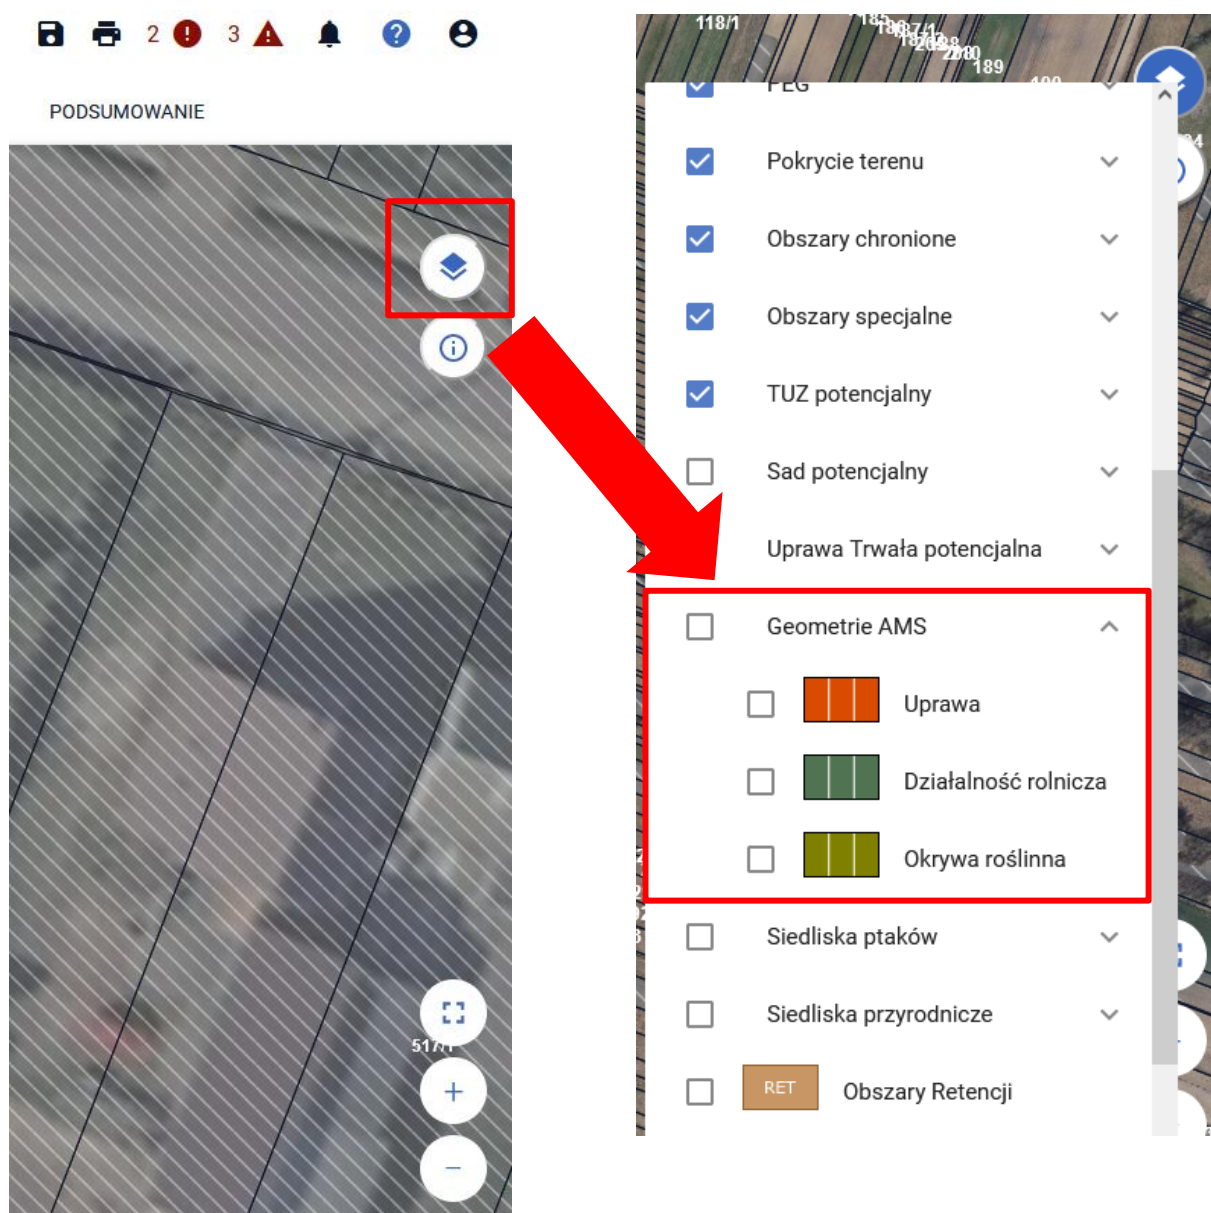 2
3
PODSUMOWANIE
517/1
118/1
189
PEG
Pokrycie terenu
Obszary chronione
Obszary specjalne
TUZ potencjalny
Sad potencjalny
Uprawa Trwała potencjalna
Geometrie AMS
Uprawa
Działalność rolnicza
Okrywa roślinna
Siedliska ptaków
Siedliska przyrodnicze
RET Obszary Retencji